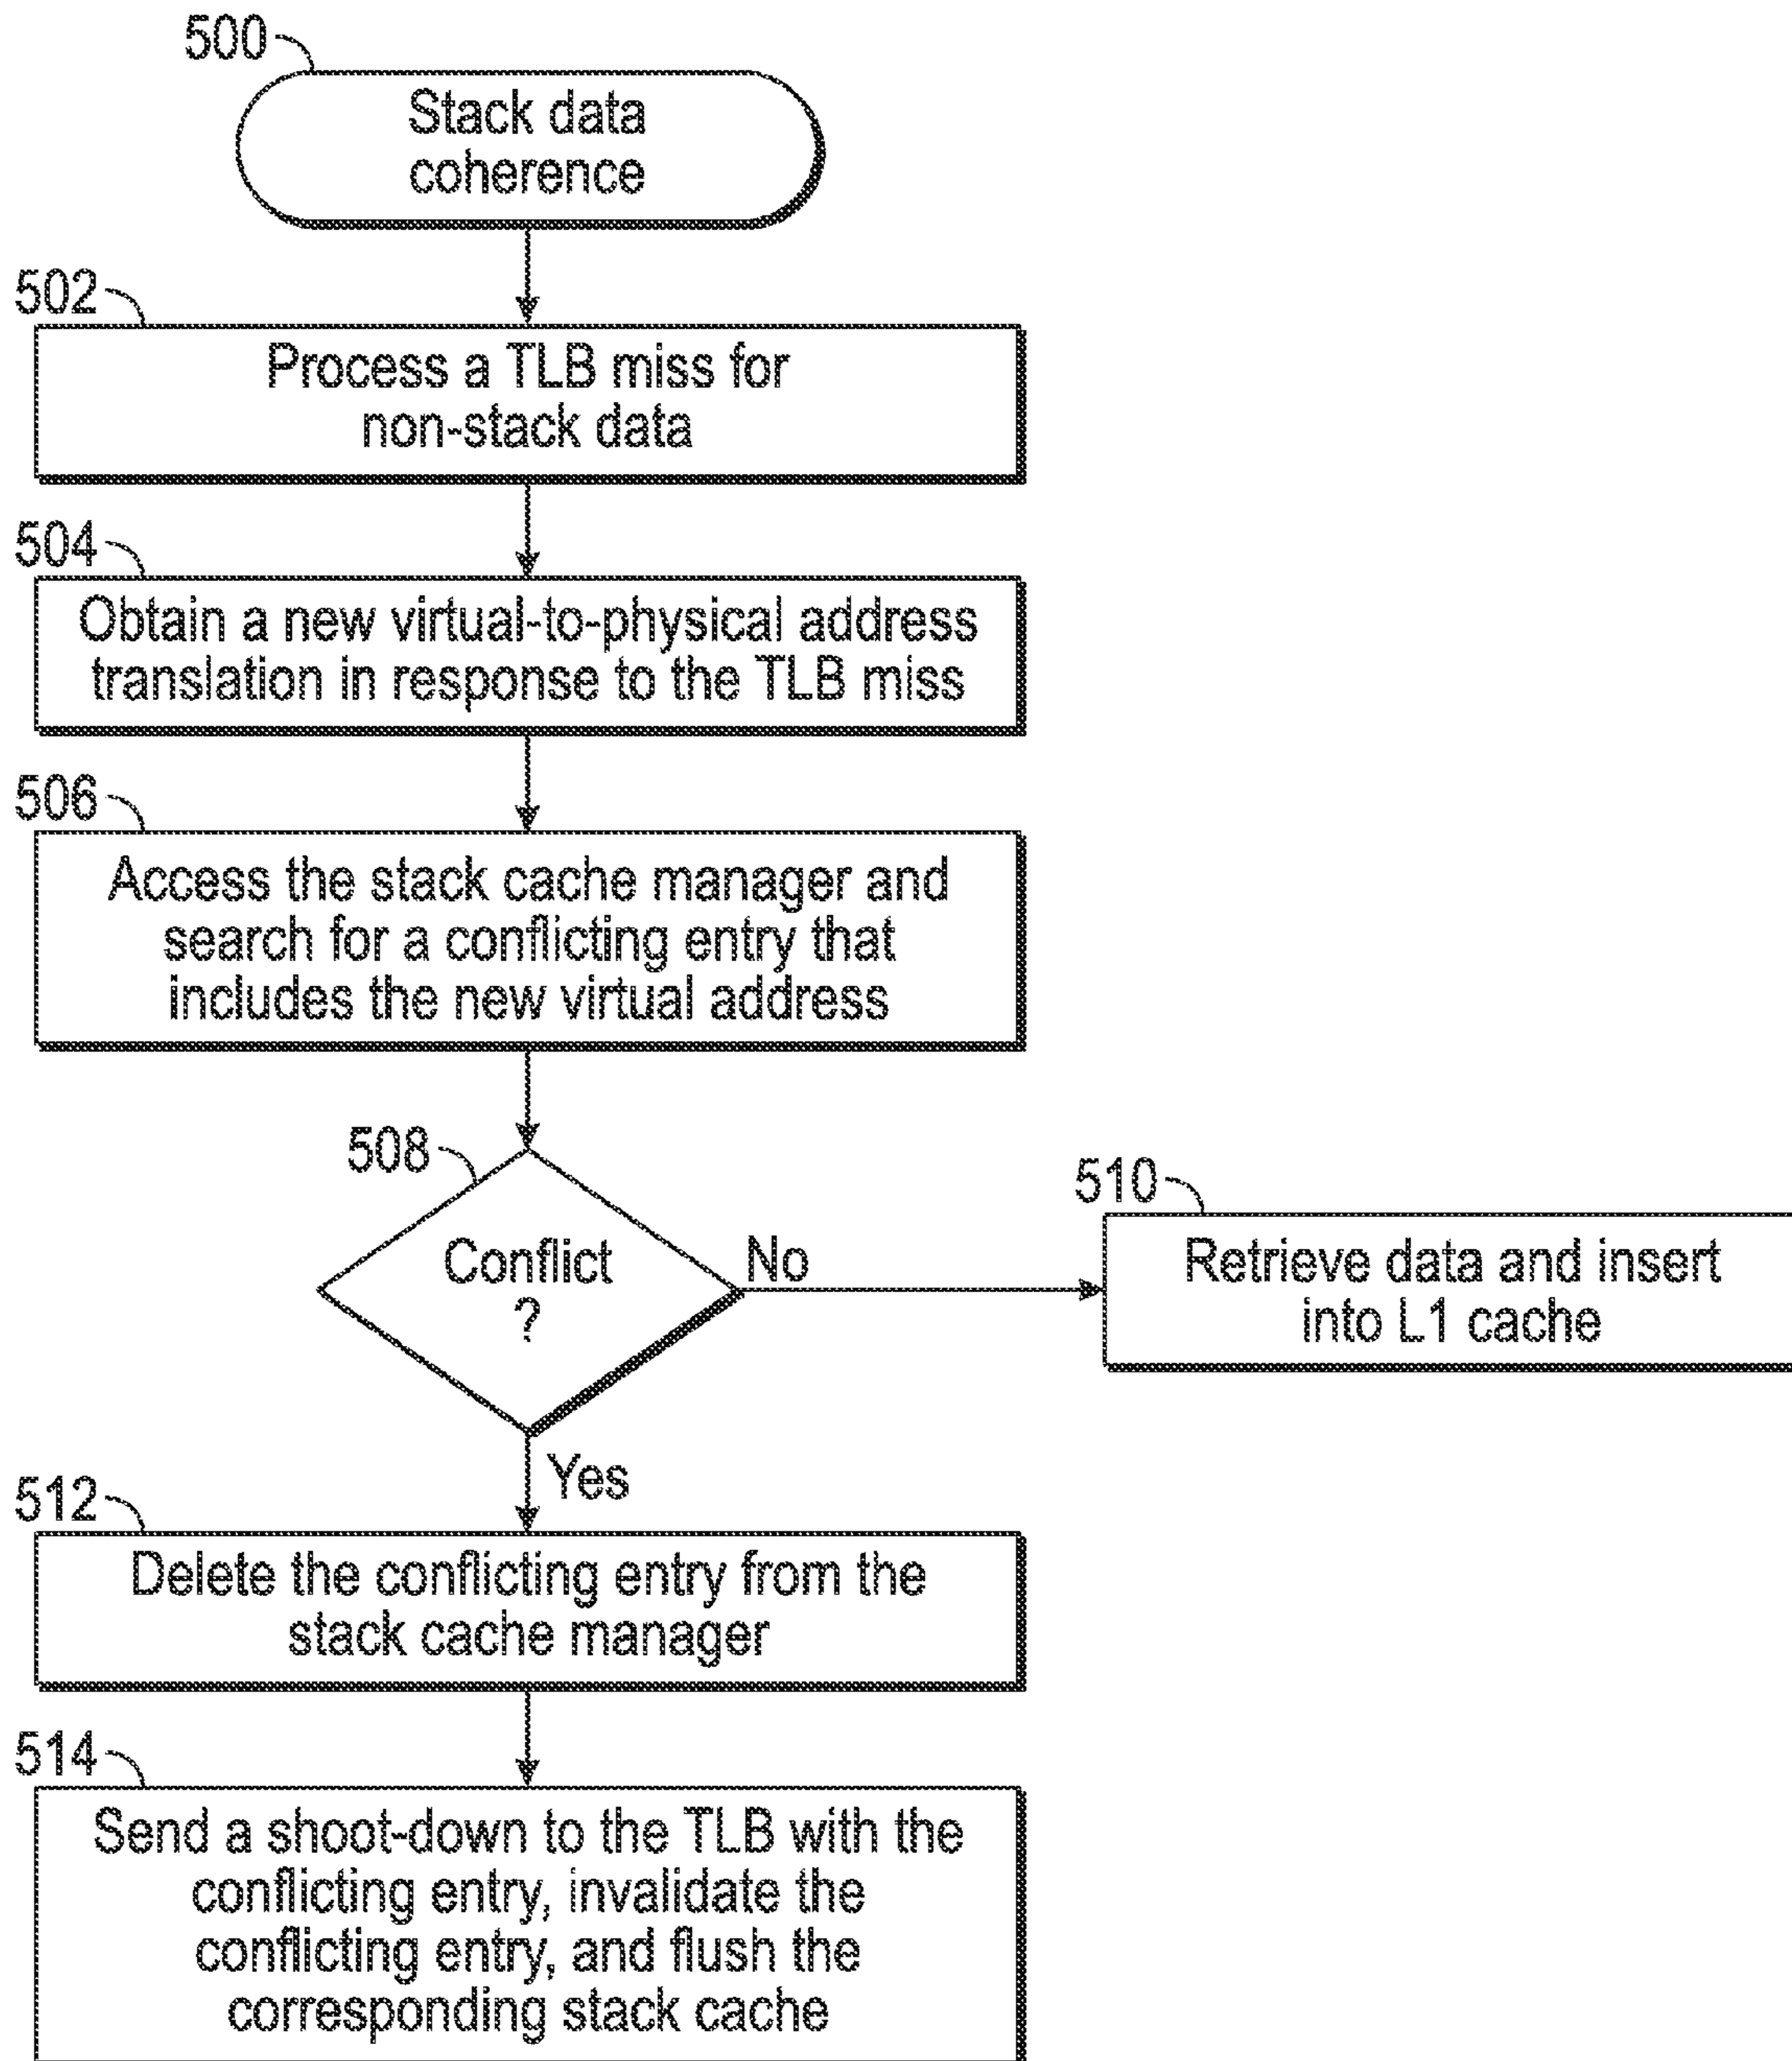 500
Stack data
coherence
502
Process a TLB miss for
non-stack data
504
Obtain a new virtual-to-physical address
translation in response to the TLB miss
506
Access the stack cache manager and
search for a conflicting entry that
includes the new virtual address
508
Conflict
?
No
510
Retrieve data and insert
into L1 cache
Yes
512
Delete the conflicting entry from the
stack cache manager
514
Send a shoot-down to the TLB with the
conflicting entry, invalidate the
conflicting entry, and flush the
corresponding stack cache